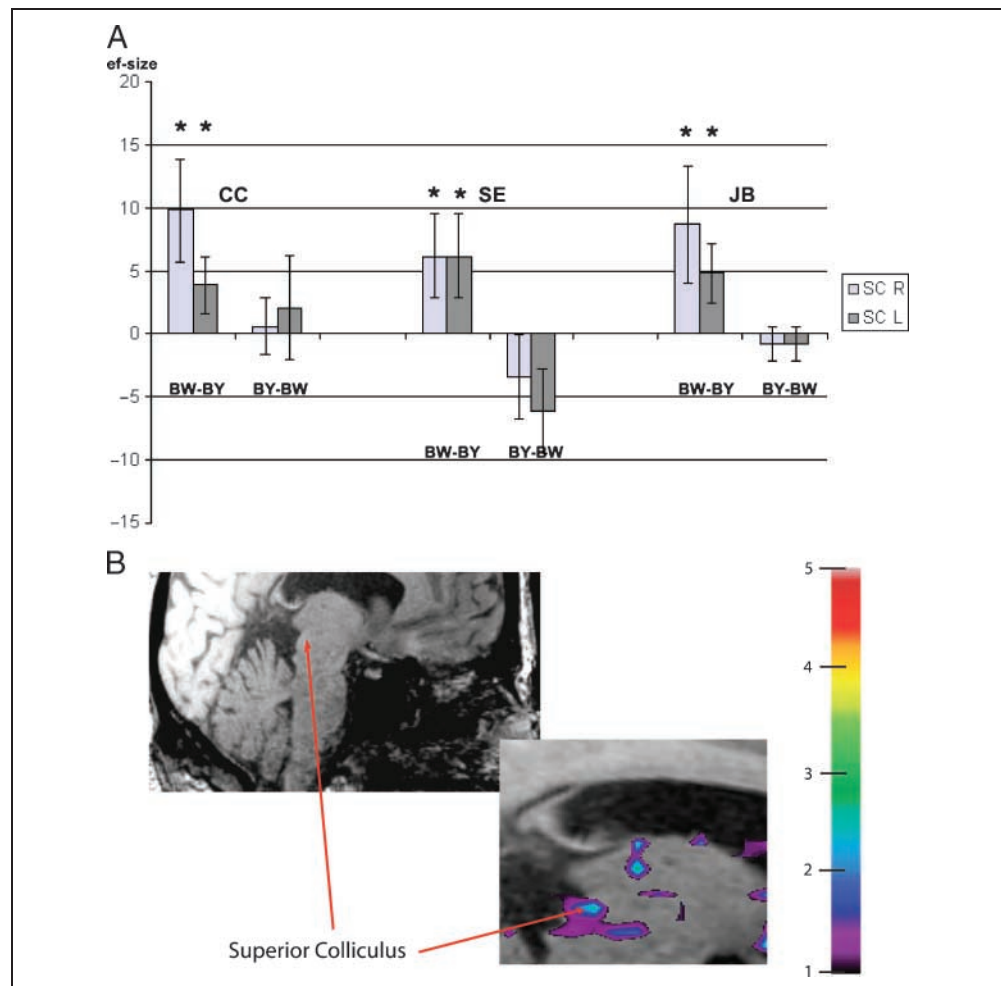 A
ef-size
20
15
10
5
0
−5
−10
−15
* *
* *
* *
CC
SE
JB
BW-BY
BY-BW
BW-BY
BY-BW
BW-BY
BY-BW
SC R
SC L
B
Superior Colliculus
5
4
3
2
1